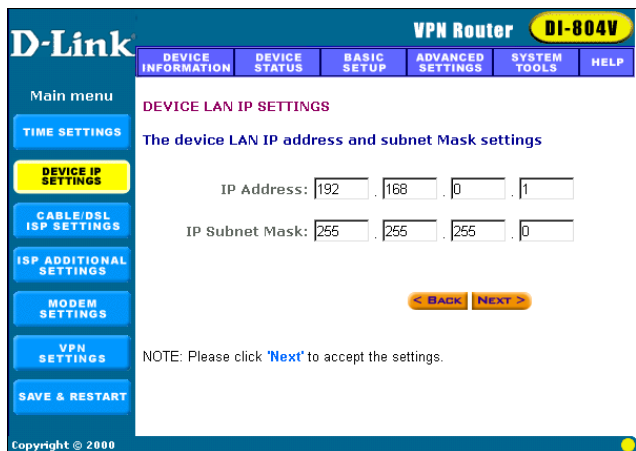 D-Link
VPN Router DI-804V
DEVICE INFORMATION
DEVICE STATUS
BASIC SETUP
ADVANCED SETTINGS
SYSTEM TOOLS
HELP
Main menu
TIME SETTINGS
DEVICE IP SETTINGS
CABLE/DSL ISP SETTINGS
ISP ADDITIONAL SETTINGS
MODEM SETTINGS
VPN SETTINGS
SAVE & RESTART
DEVICE LAN IP SETTINGS
The device LAN IP address and subnet Mask settings
IP Address: 192 . 168 . 0 . 1
IP Subnet Mask: 255 . 255 . 255 . 0
< BACK NEXT >
NOTE: Please click 'Next' to accept the settings.
Copyright © 2000